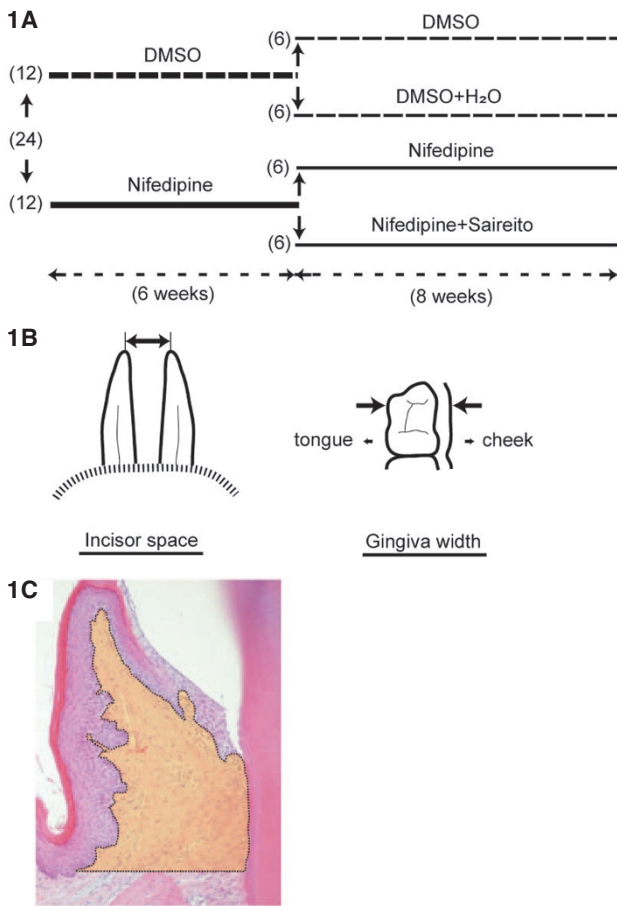 1A
DMSO
(6)
(12)
DMSO
DMSO+H₂O
(6)
(24)
Nifedipine
(6)
Nifedipine
(12)
Nifedipine+Saireito
(6)
(6 weeks)
(8 weeks)
1B
tongue
cheek
Incisor space
Gingiva width
1C